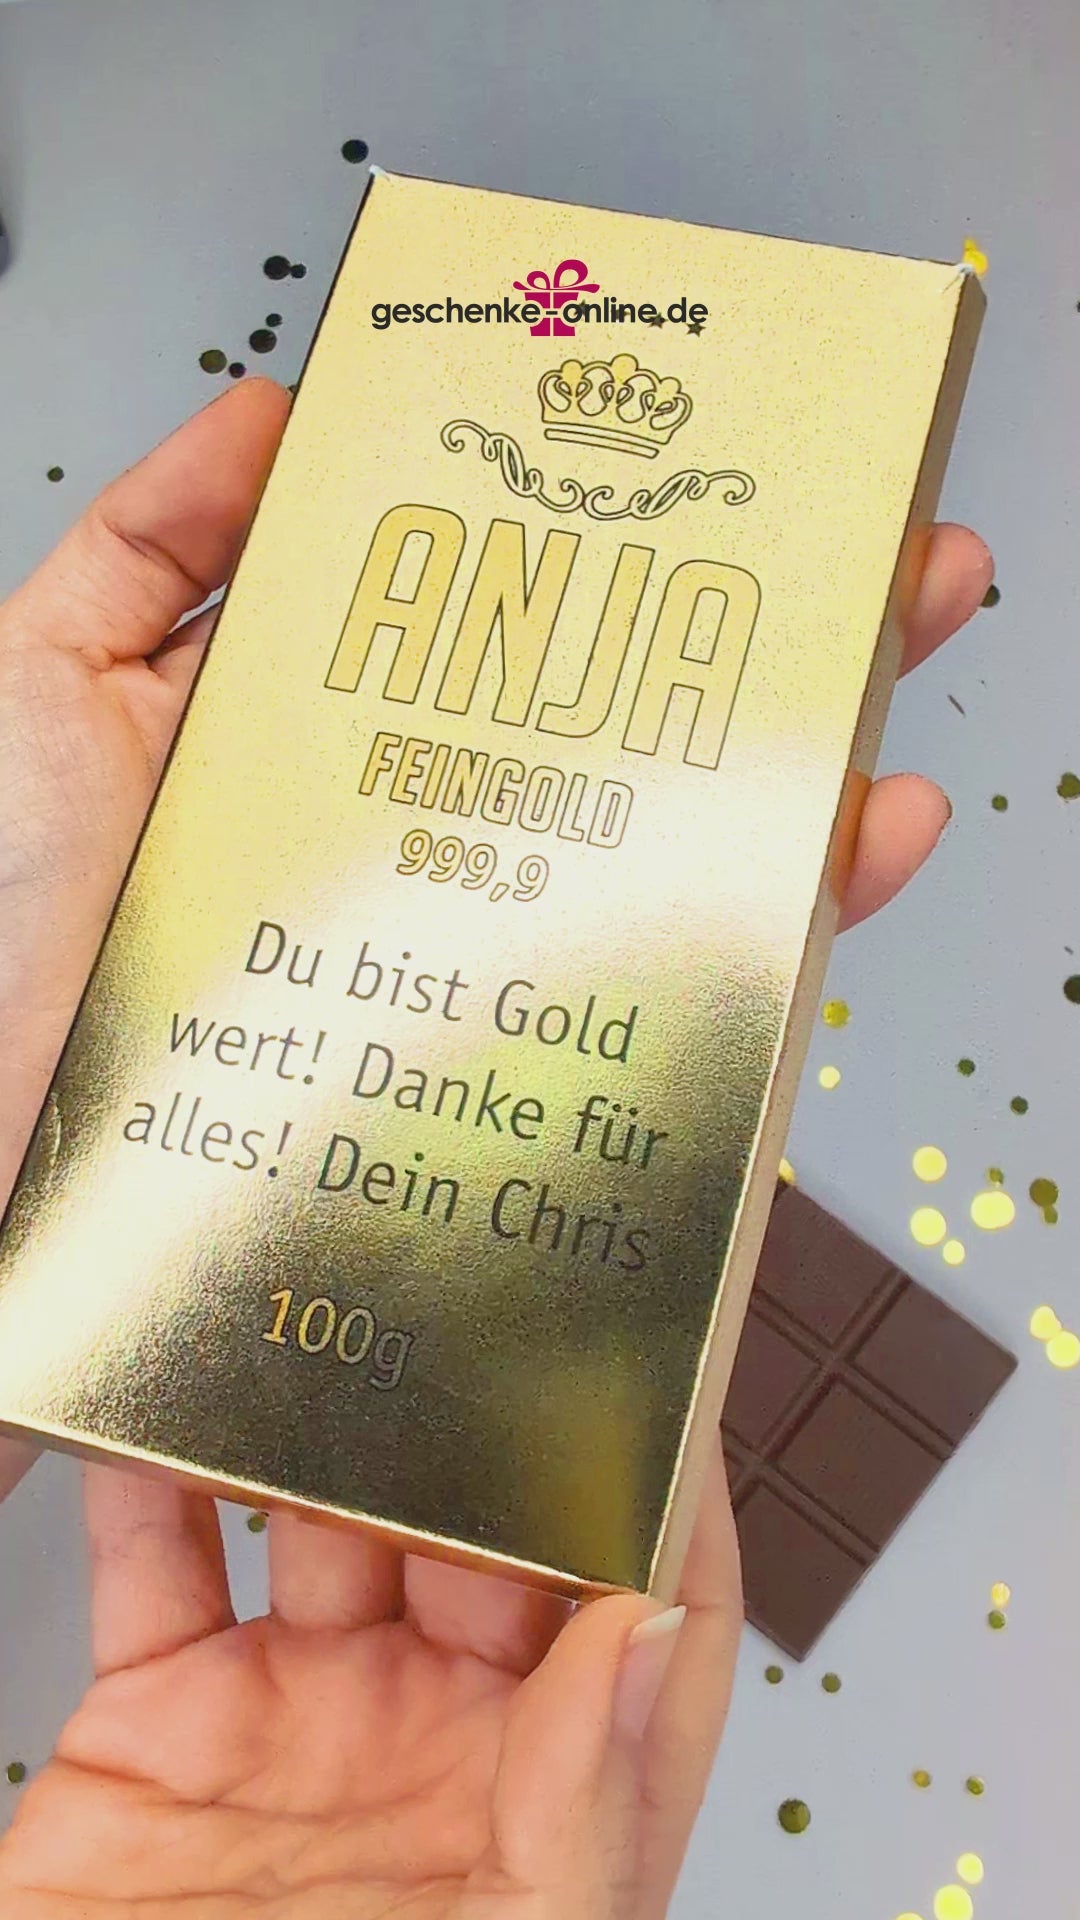 geschenke-online.de
ANJA
FEINGOLD
999,9
Du bist Gold
wert! Danke für
alles! Dein Chris
100g